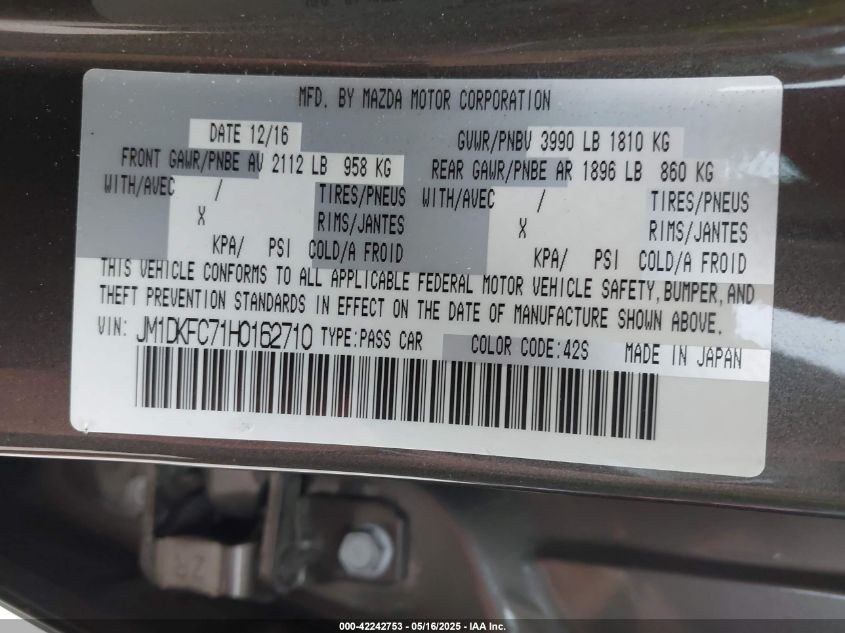 MFD. BY MAZDA MOTOR CORPORATION
DATE 12/16 GVWR/PNBV 3990 LB 1810 KG
FRONT GAWR/PNBE AV 2112 LB 958 KG REAR GAWR/PNBE AR 1896 LB 860 KG
WITH/AVEC / TIRES/PNEUS WITH/AVEC / TIRES/PNEUS
X RIMS/JANTES X RIMS/JANTES
KPA/ PSI COLD/A FROID KPA/ PSI COLD/A FROID
THIS VEHICLE CONFORMS TO ALL APPLICABLE FEDERAL MOTOR VEHICLE SAFETY, BUMPER, AND
THEFT PREVENTION STANDARDS IN EFFECT ON THE DATE OF MANUFACTURE SHOWN ABOVE.
VIN: JM1DKFC71H0162710 TYPE:PASS CAR COLOR CODE:42S MADE IN JAPAN
000-42242753 - 05/16/2025 - IAA Inc.